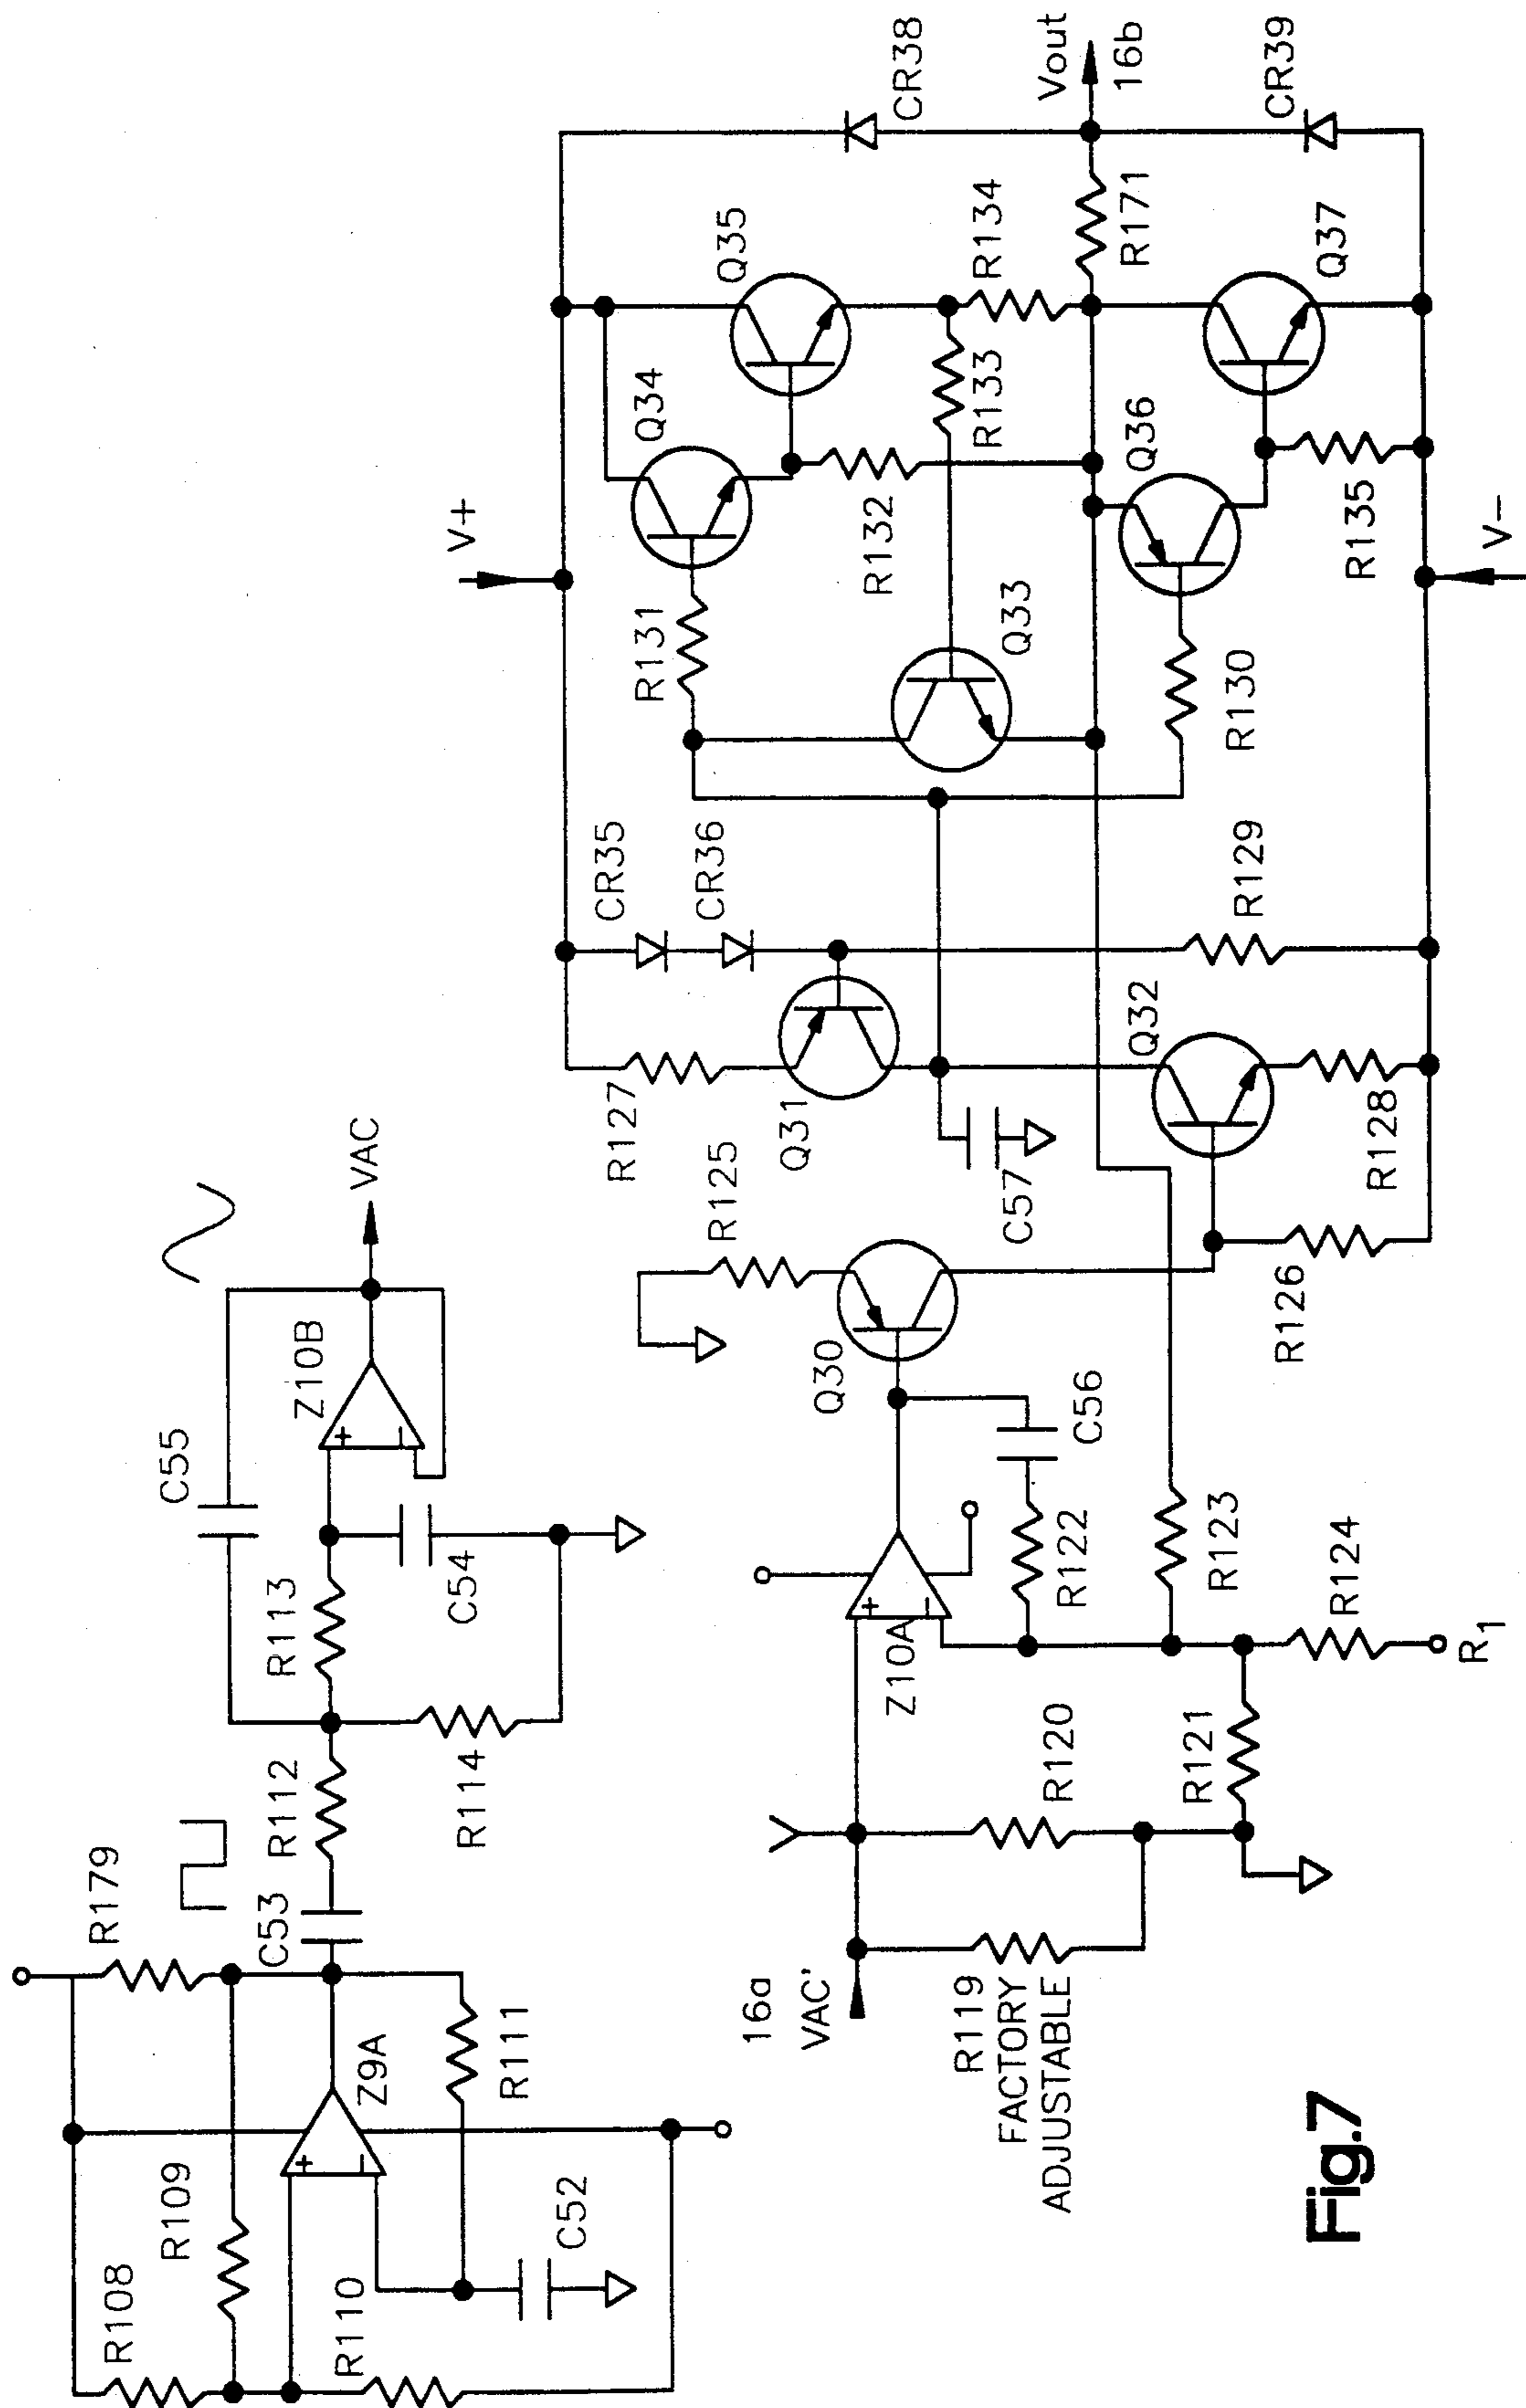 R108
R109
R179
R110
Z9A
+
−
C52
R111
C53
R112
R114
R113
C54
C55
Z10B
+
−
VAC
16a
VAC'
R119
FACTORY
ADJUSTABLE
R120
R121
Z10A
+
−
R122
C56
R123
R124
R1
Q30
R125
R126
R127
Q31
C57
R128
Q32
CR35
CR36
R129
V+
R131
Q34
Q33
R130
R132
R133
Q35
R134
Q36
R135
V-
Q37
R171
CR38
Vout
16b
CR39
Fig.7